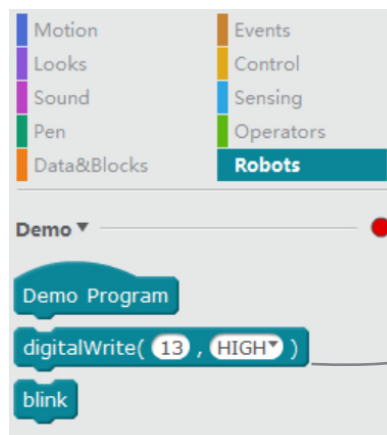 Motion Events
Looks Control
Sound Sensing
Pen Operators
Data&Blocks Robots
Demo
Demo Program
digitalWrite( 13 , HIGH )
blink